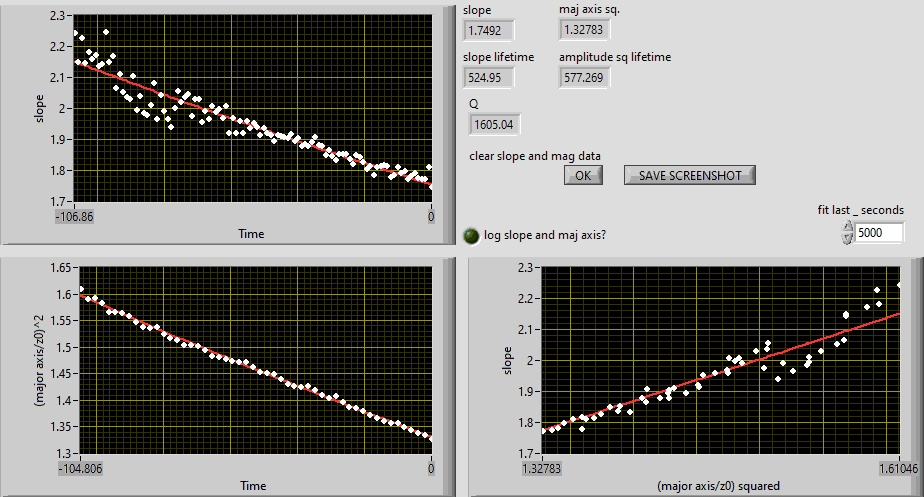 slope
1.7492
maj axis sq.
1.32783
slope lifetime
524.95
amplitude sq lifetime
577.269
Q
1605.04
clear slope and mag data
OK
SAVE SCREENSHOT
fit last _ seconds
5000
log slope and maj axis?
2.3
2.2
2.1
2
1.9
1.8
1.7
slope
-106.86
0
Time
1.65
1.6
1.55
1.5
1.45
1.4
1.35
1.3
(major axis/z0))^2
-104.806
0
Time
2.3
2.2
2.1
2
1.9
1.8
1.7
slope
1.32783
1.61046
(major axis/z0) squared